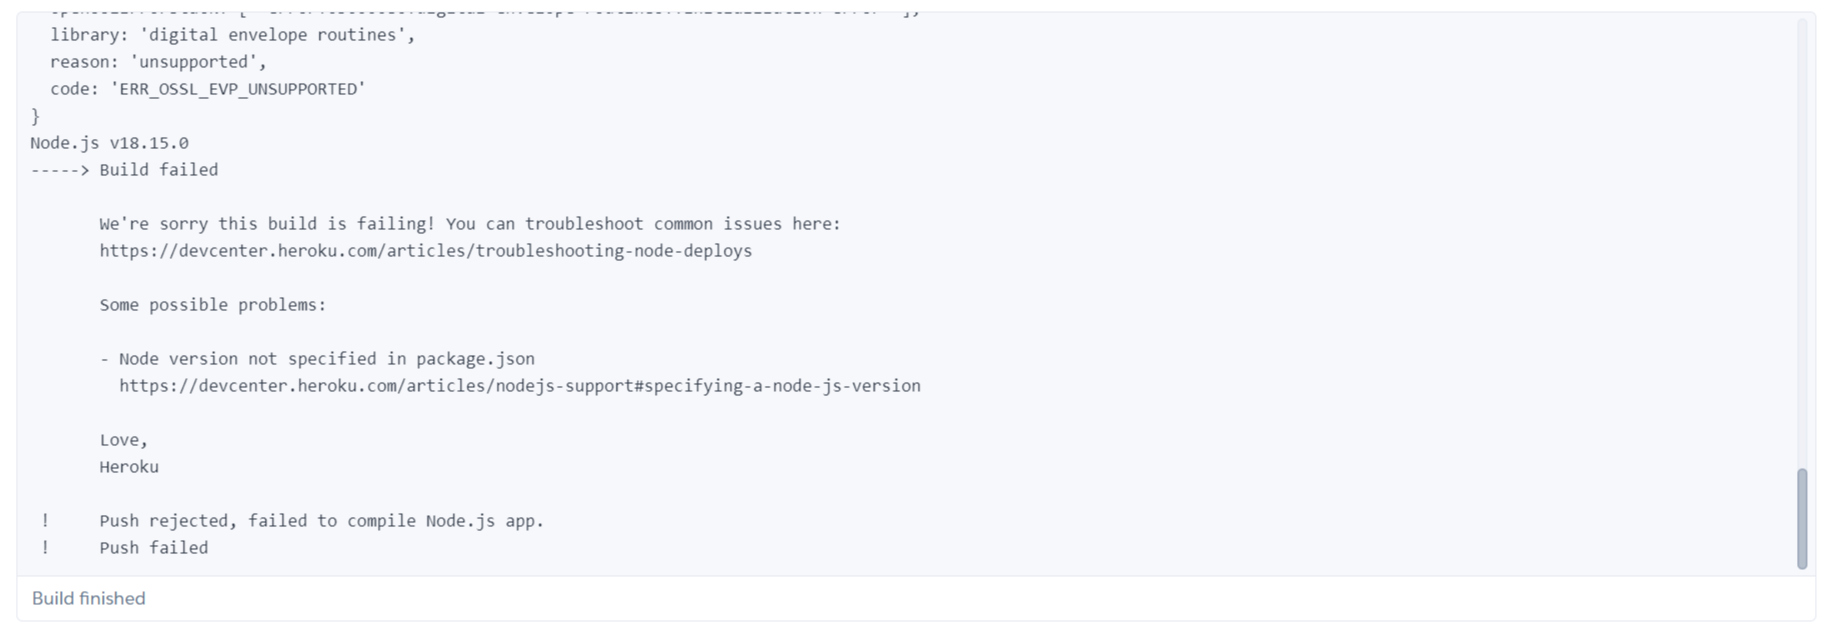 library: 'digital envelope routines',
reason: 'unsupported',
code: 'ERR_OSSL_EVP_UNSUPPORTED'
}
Node.js v18.15.0
-----> Build failed
We're sorry this build is failing! You can troubleshoot common issues here:
https://devcenter.heroku.com/articles/troubleshooting-node-deploys
Some possible problems:
- Node version not specified in package.json
https://devcenter.heroku.com/articles/nodejs-support#specifying-a-node-js-version
Love,
Heroku
! Push rejected, failed to compile Node.js app.
! Push failed
Build finished